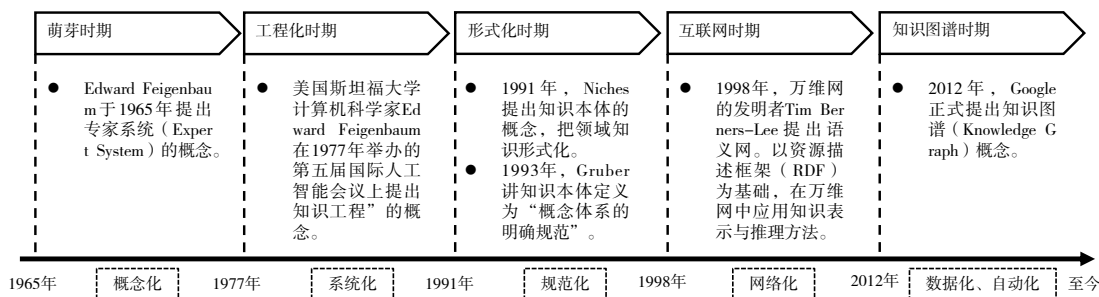 萌芽时期
工程化时期
形式化时期
互联网时期
知识图谱时期
● Edward Feigenbau
m于1965年提出
专家系统（Exper
t System）的概念。
● 美国斯坦福大学
计算机科学家Ed
ward Feigenbaum
在1977年举办的
第五届国际人工
智能会议上提出
知识工程”的概
念。
● 1991年，Niches
提出知识本体的
概念，把领域知
识形式化。
● 1993年，Gruber
讲知识本体定义
为“概念体系的
明确规范”。
● 1998年，万维网
的发明者Tim Ber
ners-Lee提出语
义网。以资源描
述框架（RDF）
为基础，在万维
网中应用知识表
示与推理方法。
● 2012年，Google
正式提出知识图
谱（Knowledge G
raph）概念。
1965年 概念化 1977年 系统化 1991年 规范化 1998年 网络化 2012年 数据化、自动化 至今